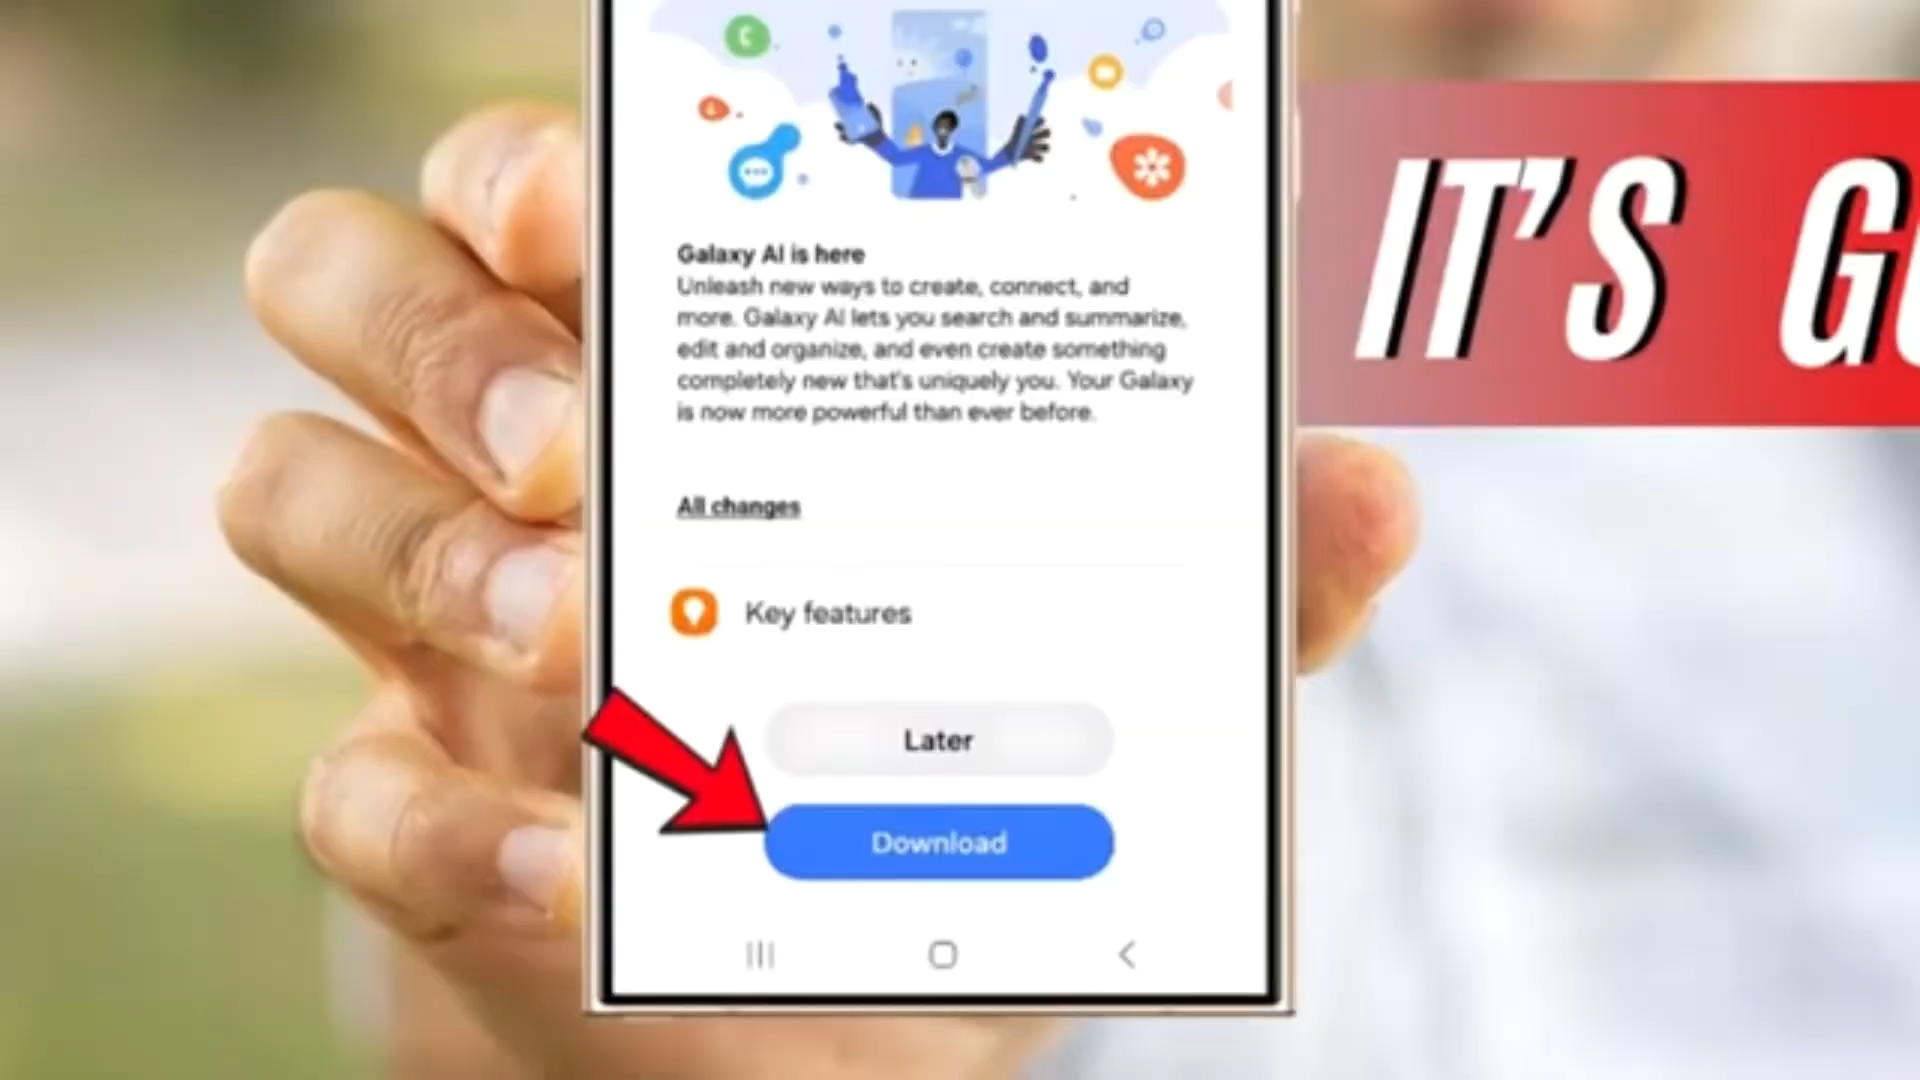 Galaxy AI is here
Unleash new ways to create, connect, and
more. Galaxy AI lets you search and summarize,
edit and organize, and even create something
completely new that's uniquely you. Your Galaxy
is now more powerful than ever before.
All changes
Key features
Later
Download
IT'S